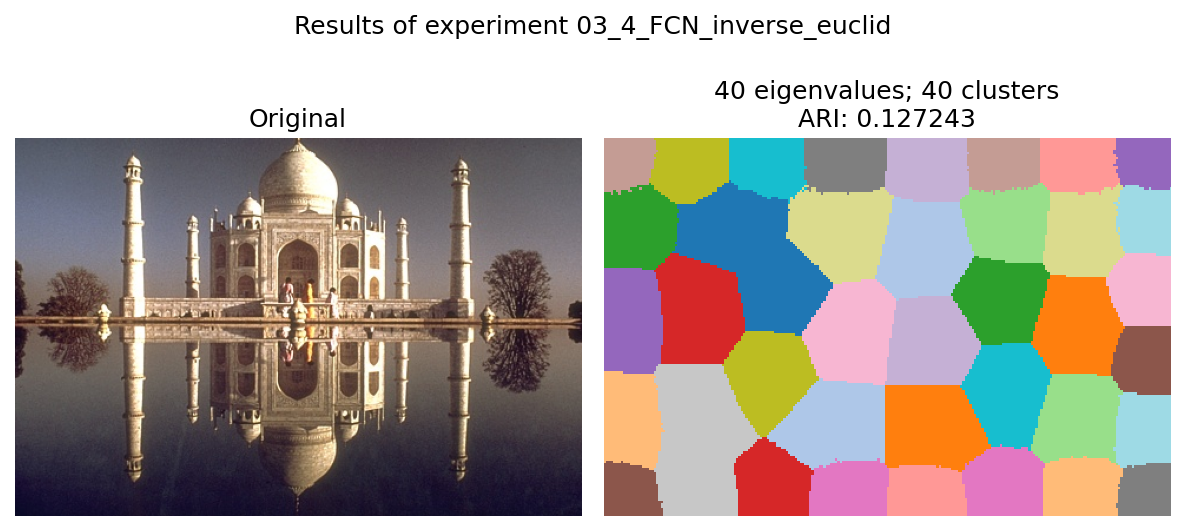 Results of experiment 03_4_FCN_inverse_euclid
Original
40 eigenvalues; 40 clusters
ARI: 0.127243